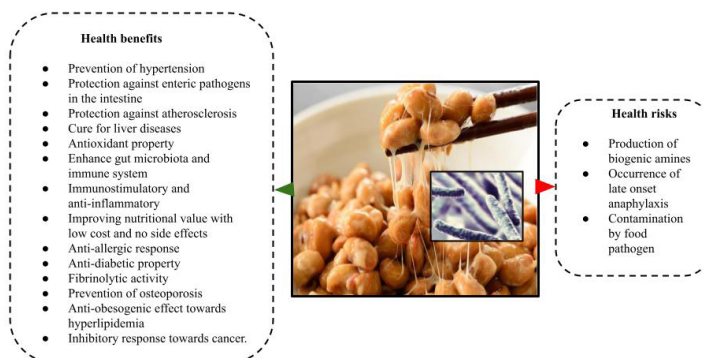 Health benefits
● Prevention of hypertension
● Protection against enteric pathogens
in the intestine
● Protection against atherosclerosis
● Cure for liver diseases
● Antioxidant property
● Enhance gut microbiota and
immune system
● Immunostimulatory and
anti-inflammatory
● Improving nutritional value with
low cost and no side effects
● Anti-allergic response
● Anti-diabetic property
● Fibrinolytic activity
● Prevention of osteoporosis
● Anti-obesogenic effect towards
hyperlipidemia
● Inhibitory response towards cancer.
Health risks
● Production of
biogenic amines
● Occurrence of
late onset
anaphylaxis
● Contamination
by food
pathogen